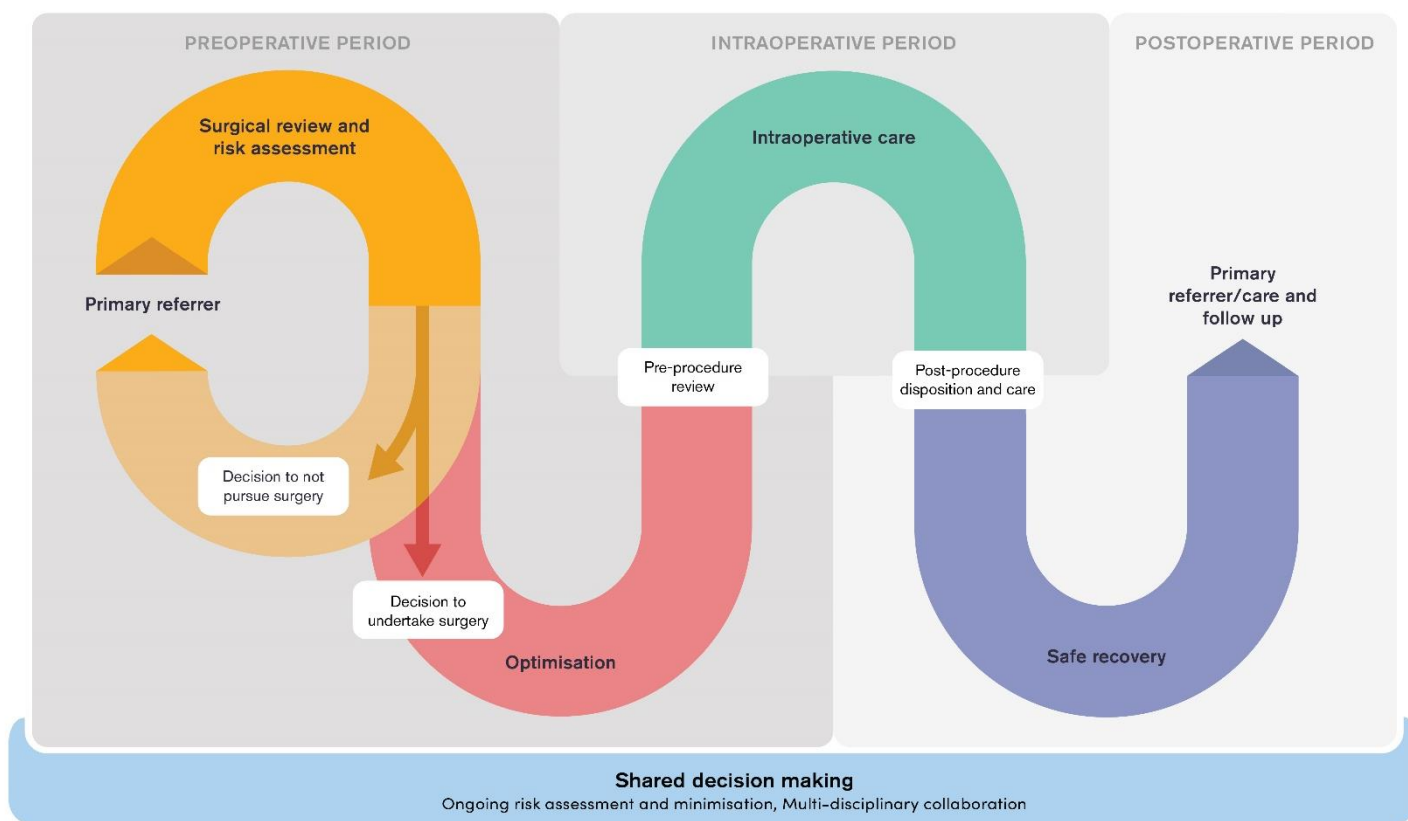 PREOPERATIVE PERIOD
INTRAOPERATIVE PERIOD
POSTOPERATIVE PERIOD
Surgical review and
risk assessment
Primary referrer
Decision to not
pursue surgery
Decision to
undertake surgery
Optimisation
Pre-procedure
review
Intraoperative care
Post-procedure
disposition and care
Safe recovery
Primary
referrer/care and
follow up
Shared decision making
Ongoing risk assessment and minimisation, Multi-disciplinary collaboration